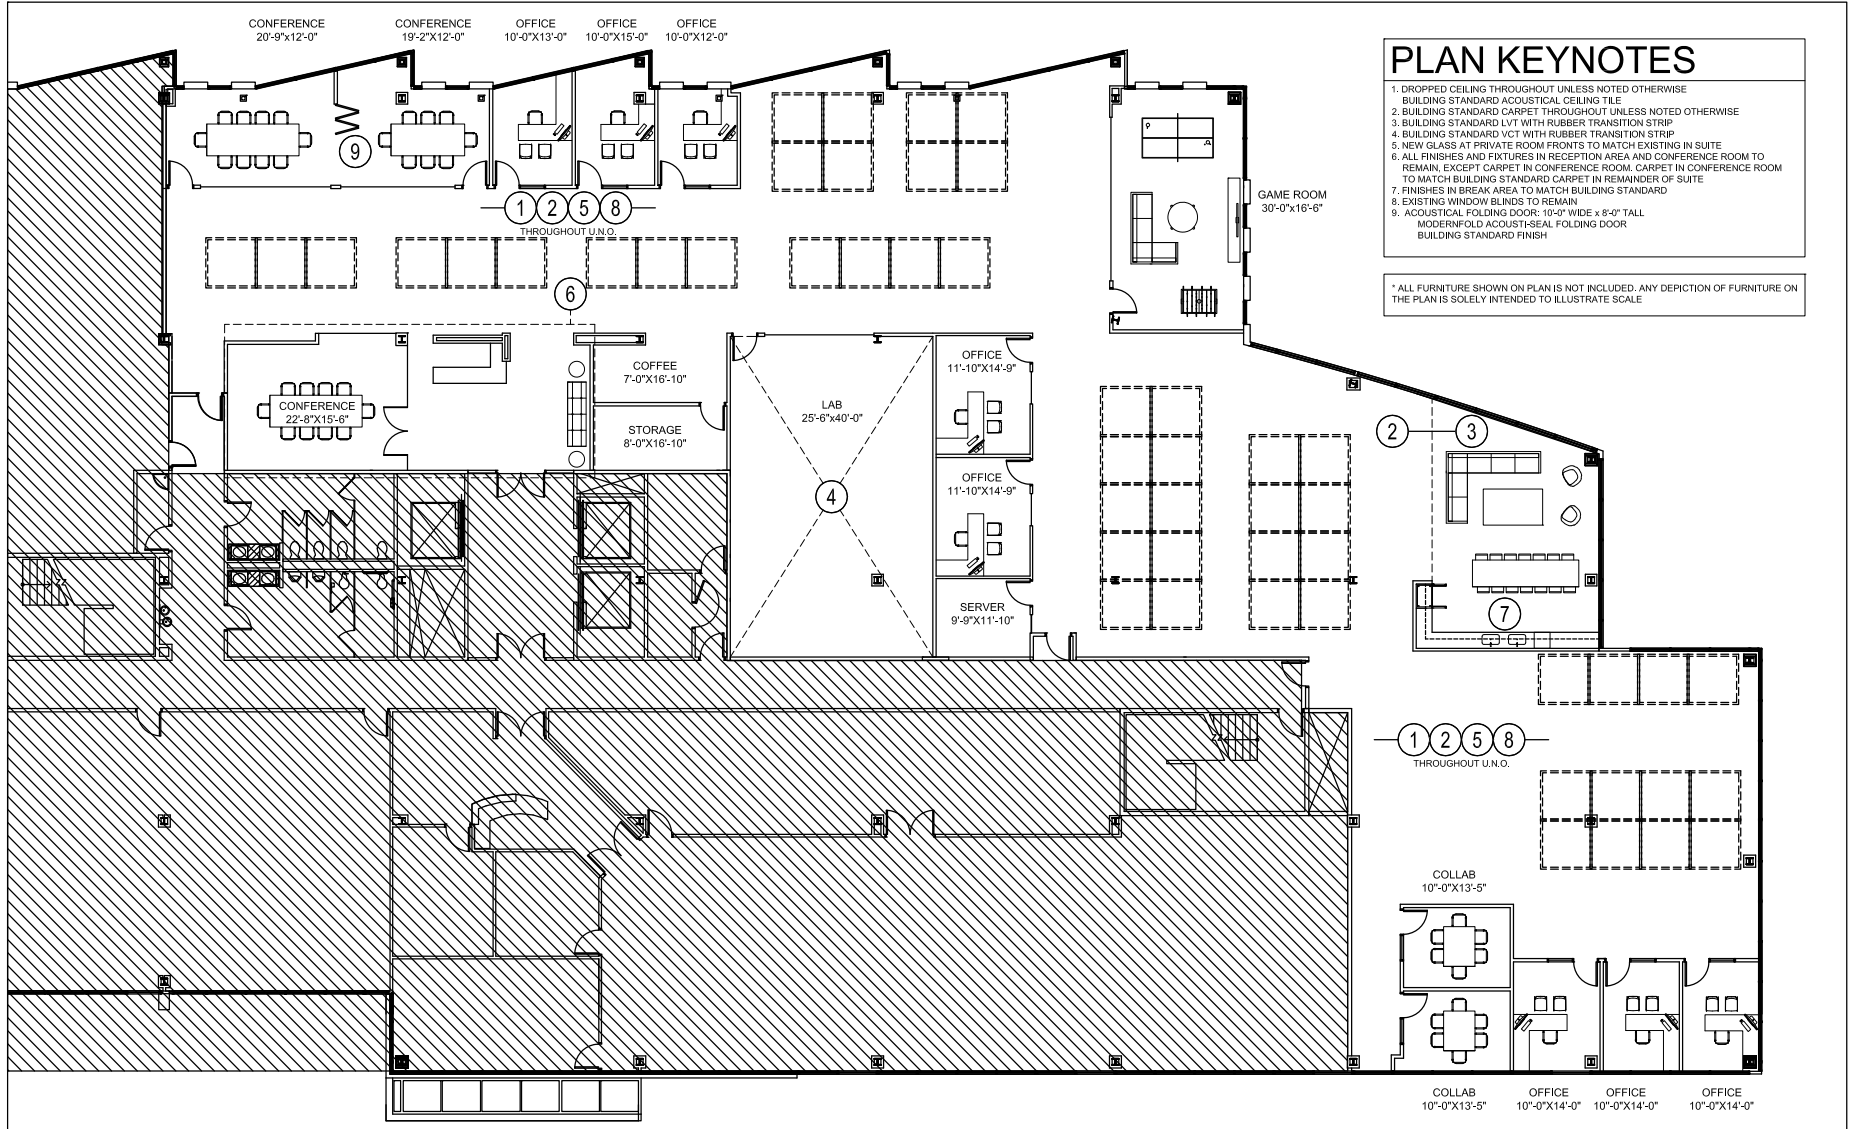 CONFERENCE
20'-9"x12'-0"
CONFERENCE
19'-2"X12'-0"
OFFICE
10'-0"X13'-0"
OFFICE
10'-0"X15'-0"
OFFICE
10'-0"X12'-0"
PLAN KEYNOTES
1. DROPPED CEILING THROUGHOUT UNLESS NOTED OTHERWISE
BUILDING STANDARD ACOUSTICAL CEILING TILE
2. BUILDING STANDARD CARPET THROUGHOUT UNLESS NOTED OTHERWISE
3. BUILDING STANDARD LVT WITH RUBBER TRANSITION STRIP
4. BUILDING STANDARD VCT WITH RUBBER TRANSITION STRIP
5. NEW GLASS AT PRIVATE ROOM FRONTS TO MATCH EXISTING IN SUITE
6. ALL FINISHES AND FIXTURES IN RECEPTION AREA AND CONFERENCE ROOM TO
REMAIN, EXCEPT CARPET IN CONFERENCE ROOM. CARPET IN CONFERENCE ROOM
TO MATCH BUILDING STANDARD CARPET IN REMAINDER OF SUITE
7. FINISHES IN BREAK AREA TO MATCH BUILDING STANDARD
8. EXISTING WINDOW BLINDS TO REMAIN
9. ACOUSTICAL FOLDING DOOR: 10'-0" WIDE x 8'-0" TALL
MODERNFOLD ACOUSTI-SEAL FOLDING DOOR
BUILDING STANDARD FINISH
* ALL FURNITURE SHOWN ON PLAN IS NOT INCLUDED. ANY DEPICTION OF FURNITURE ON
THE PLAN IS SOLELY INTENDED TO ILLUSTRATE SCALE
9
1 2 5 8
THROUGHOUT U.N.O.
GAME ROOM
30'-0"x16'-6"
6
COFFEE
7'-0"X16'-10"
OFFICE
11'-10"X14'-9"
CONFERENCE
22'-8"X15'-6"
LAB
25'-6"x40'-0"
STORAGE
8'-0"X16'-10"
2 3
OFFICE
11'-10"X14'-9"
4
SERVER
9'-9"X11'-10"
7
1 2 5 8
THROUGHOUT U.N.O.
COLLAB
10"-0"X13'-5"
COLLAB
10"-0"X13'-5"
OFFICE
10"-0"X14'-0"
OFFICE
10"-0"X14'-0"
OFFICE
10"-0"X14'-0"